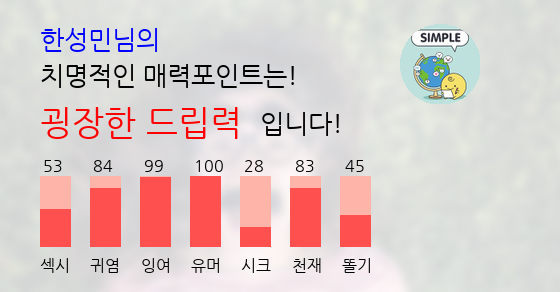 한성민님의
SIMPLE
치명적인 매력포인트는!
굉장한 드립력 입니다!
53 84 99 100 28 83 45
섹시 귀염 잉여 유머 시크 천재 똘기